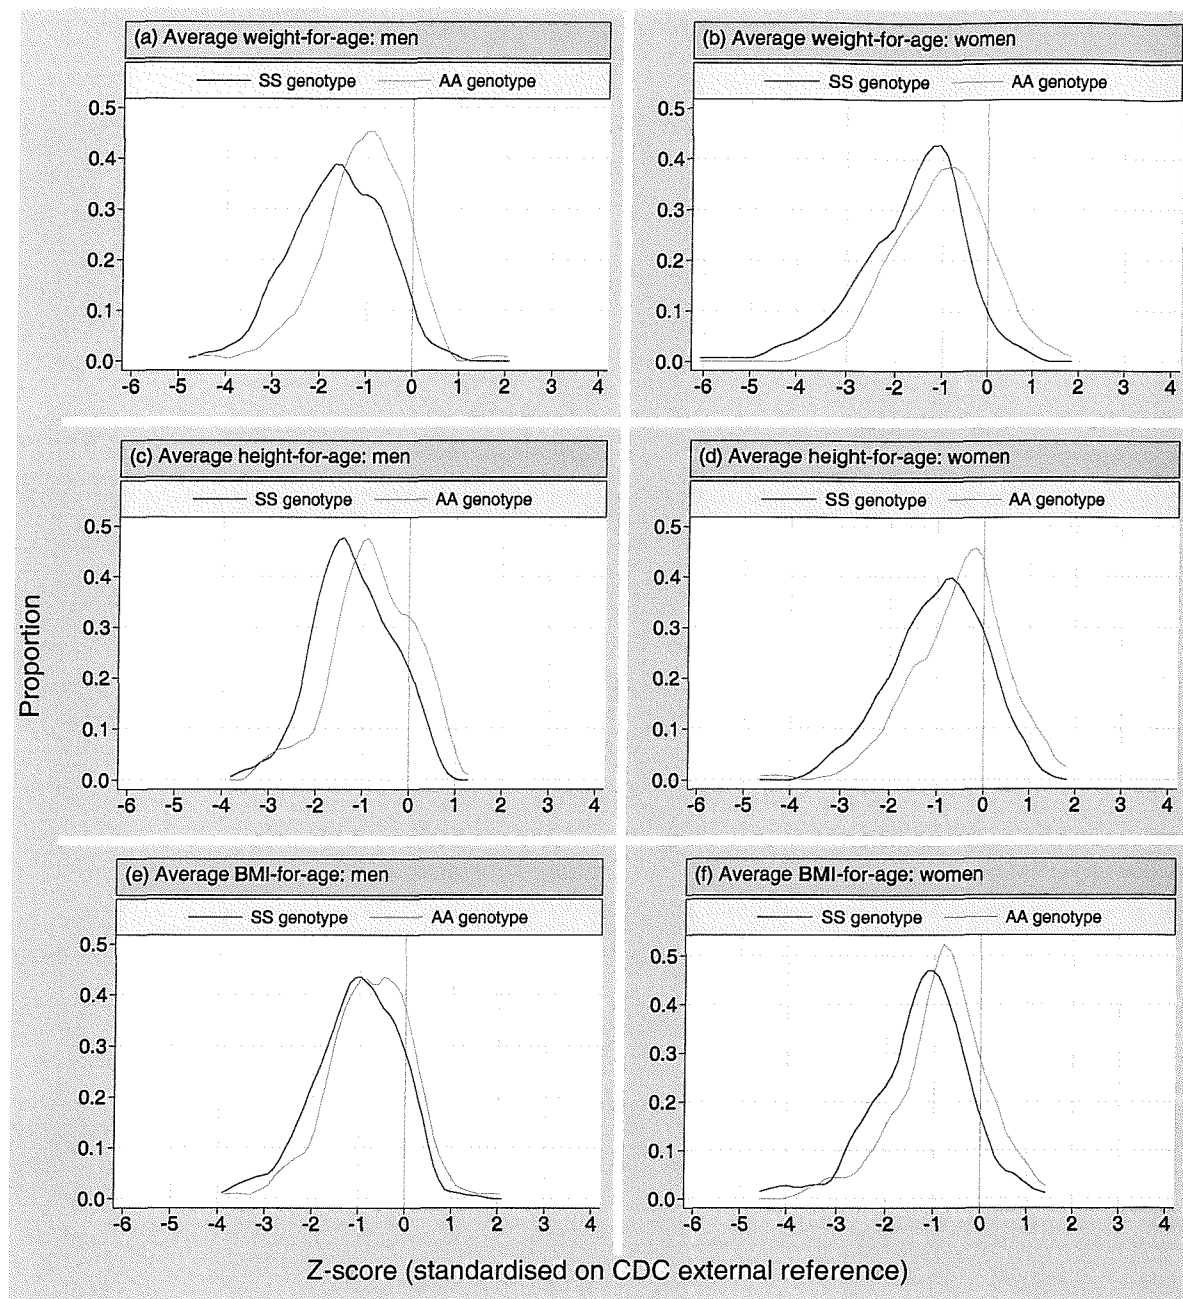 (a) Average weight-for-age: men
SS genotype AA genotype
0.5
0.4
0.3
0.2
0.1
0.0
-6 -5 -4 -3 -2 -1 0 1 2 3 4
(b) Average weight-for-age: women
SS genotype AA genotype
0.5
0.4
0.3
0.2
0.1
0.0
-6 -5 -4 -3 -2 -1 0 1 2 3 4
Proportion
(c) Average height-for-age: men
SS genotype AA genotype
0.5
0.4
0.3
0.2
0.1
0.0
-6 -5 -4 -3 -2 -1 0 1 2 3 4
(d) Average height-for-age: women
SS genotype AA genotype
0.5
0.4
0.3
0.2
0.1
0.0
-6 -5 -4 -3 -2 -1 0 1 2 3 4
(e) Average BMI-for-age: men
SS genotype AA genotype
0.5
0.4
0.3
0.2
0.1
0.0
-6 -5 -4 -3 -2 -1 0 1 2 3 4
(f) Average BMI-for-age: women
SS genotype AA genotype
0.5
0.4
0.3
0.2
0.1
0.0
-6 -5 -4 -3 -2 -1 0 1 2 3 4
Z-score (standardised on CDC external reference)